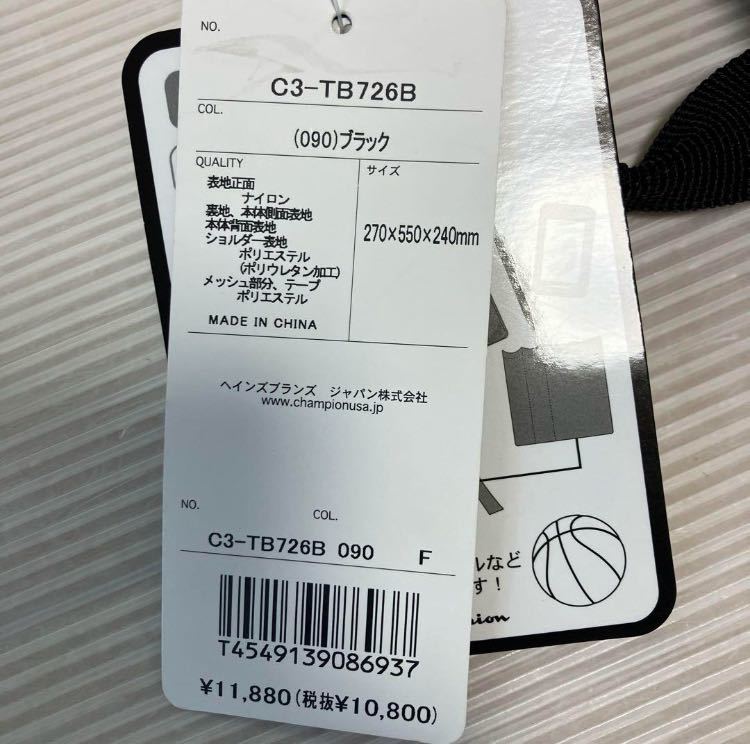 NO.
C3-TB726B
COL.
(090)ブラック
QUALITY
サイズ
表地正面
ナイロン
裏地、本体側面表地
本体背面表地
ショルダー表地
ポリエステル
(ポリウレタン加工)
メッシュ部分、テープ
ポリエステル
270×550×240mm
MADE IN CHINA
ヘインズブランズ ジャパン株式会社
www.championusa.jp
NO.
COL.
C3-TB726B 090 F
T4549139086937
¥11,880(税抜¥10,800)
ルなど
す!